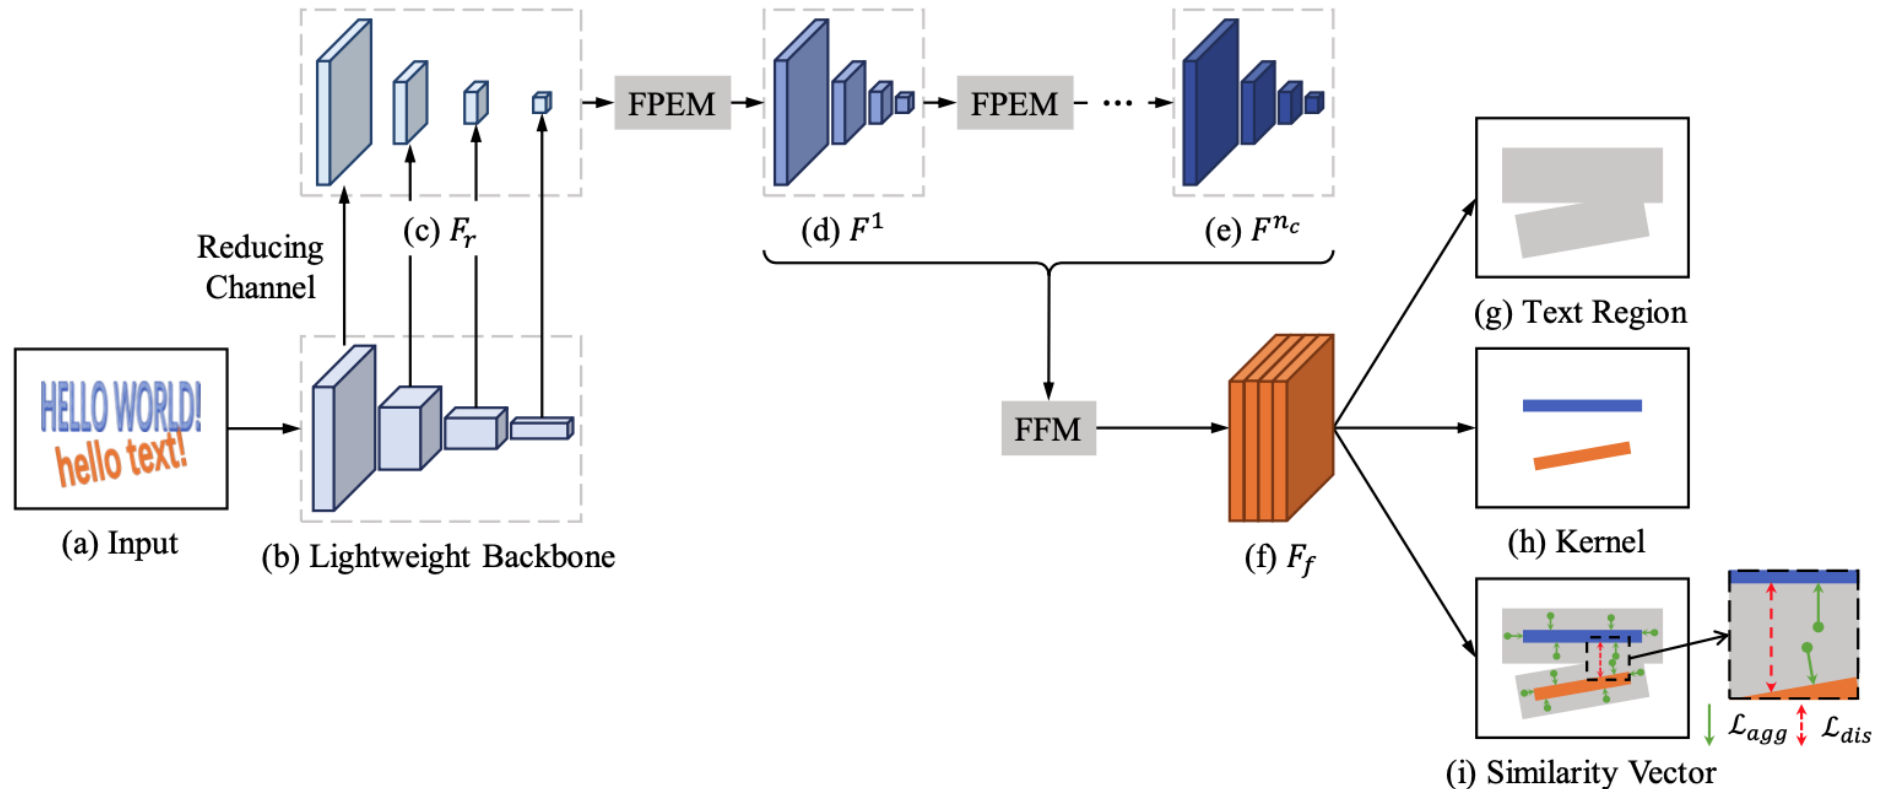 FPEM
FPEM
...
(c) F_r
(d) F^1
(e) F^{n_c}
Reducing
Channel
HELLO WORLD!
hello text!
(a) Input
(b) Lightweight Backbone
FFM
(f) F_f
(g) Text Region
(h) Kernel
ℒ_agg
ℒ_dis
(i) Similarity Vector